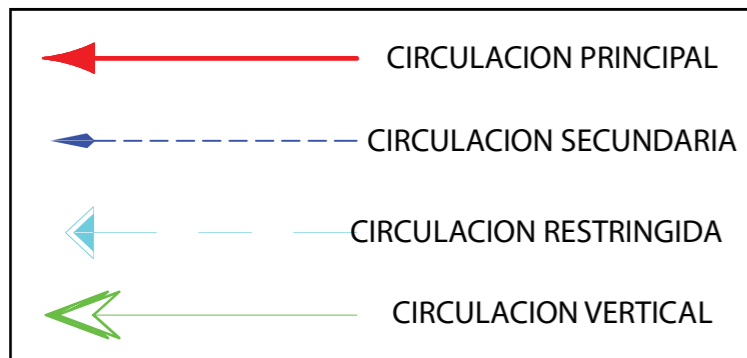 CIRCULACION PRINCIPAL
CIRCULACION SECUNDARIA
CIRCULACION RESTRINGIDA
CIRCULACION VERTICAL